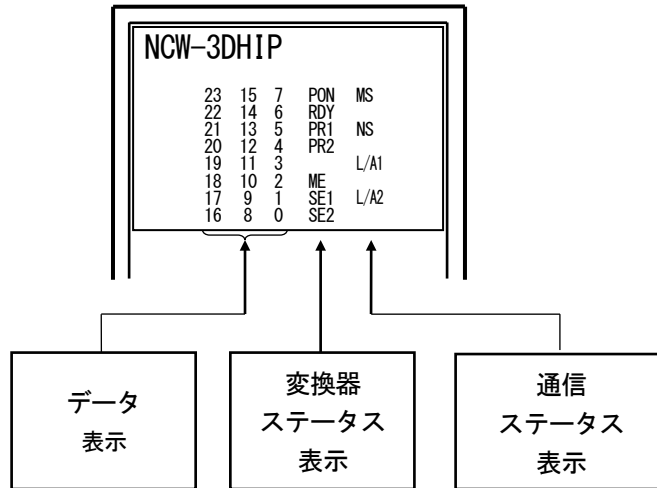 NCW-3DHIP
23 15 7 PON MS
22 14 6 RDY
21 13 5 PR1 NS
20 12 4 PR2
19 11 3 L/A1
18 10 2 ME
17 9 1 SE1 L/A2
16 8 0 SE2
データ
表示
変換器
ステータス
表示
通信
ステータス
表示